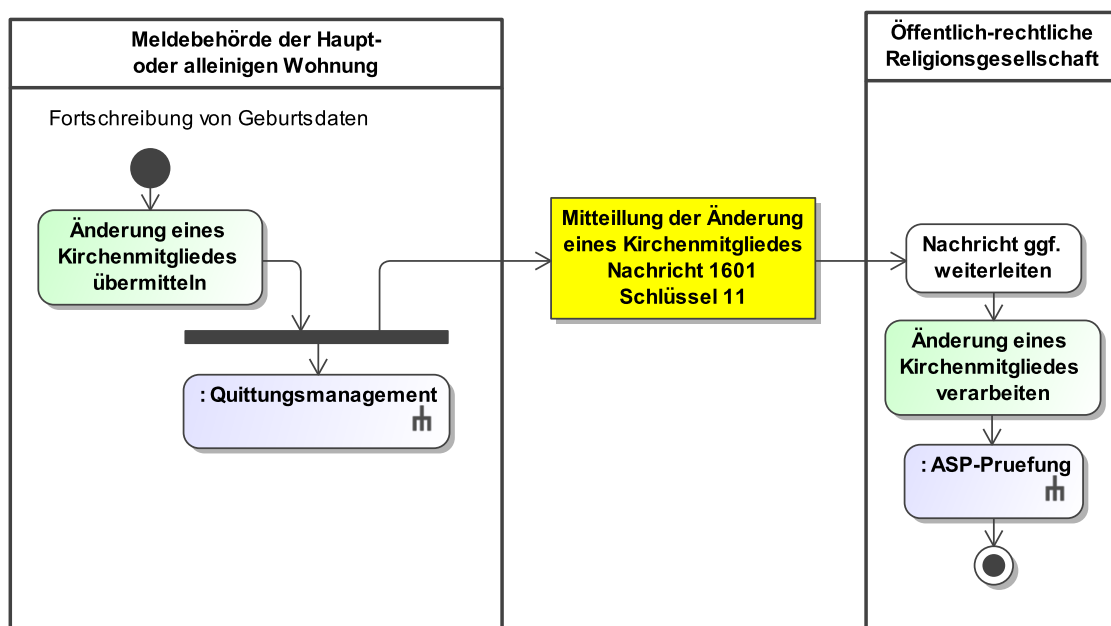 Meldebehörde der Haupt-
oder alleinigen Wohnung
Fortschreibung von Geburtsdaten
Änderung eines
Kirchenmitgliedes
übermitteln
: Quittungsmanagement
Mitteillung der Änderung
eines Kirchenmitgliedes
Nachricht 1601
Schlüssel 11
Öffentlich-rechtliche
Religionsgesellschaft
Nachricht ggf.
weiterleiten
Änderung eines
Kirchenmitgliedes
verarbeiten
: ASP-Pruefung